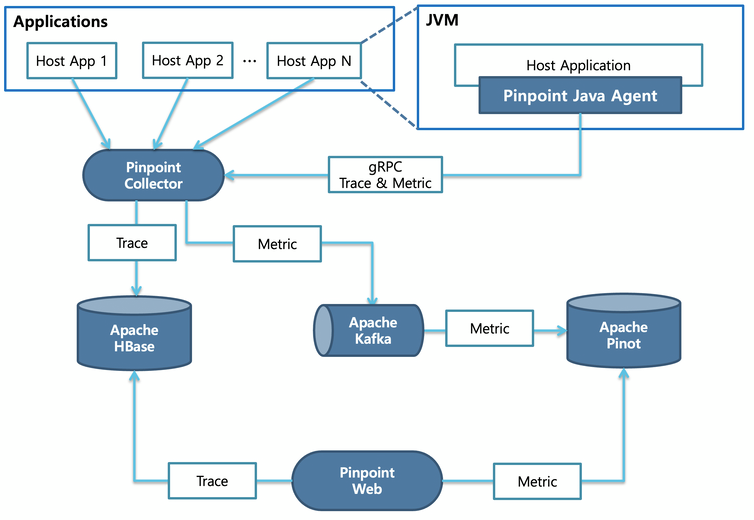 Applications
JVM
Host App 1
Host App 2
...
Host App N
Host Application
Pinpoint Java Agent
Pinpoint
Collector
gRPC
Trace & Metric
Trace
Metric
Apache
HBase
Apache
Kafka
Metric
Apache
Pinot
Trace
Pinpoint
Web
Metric